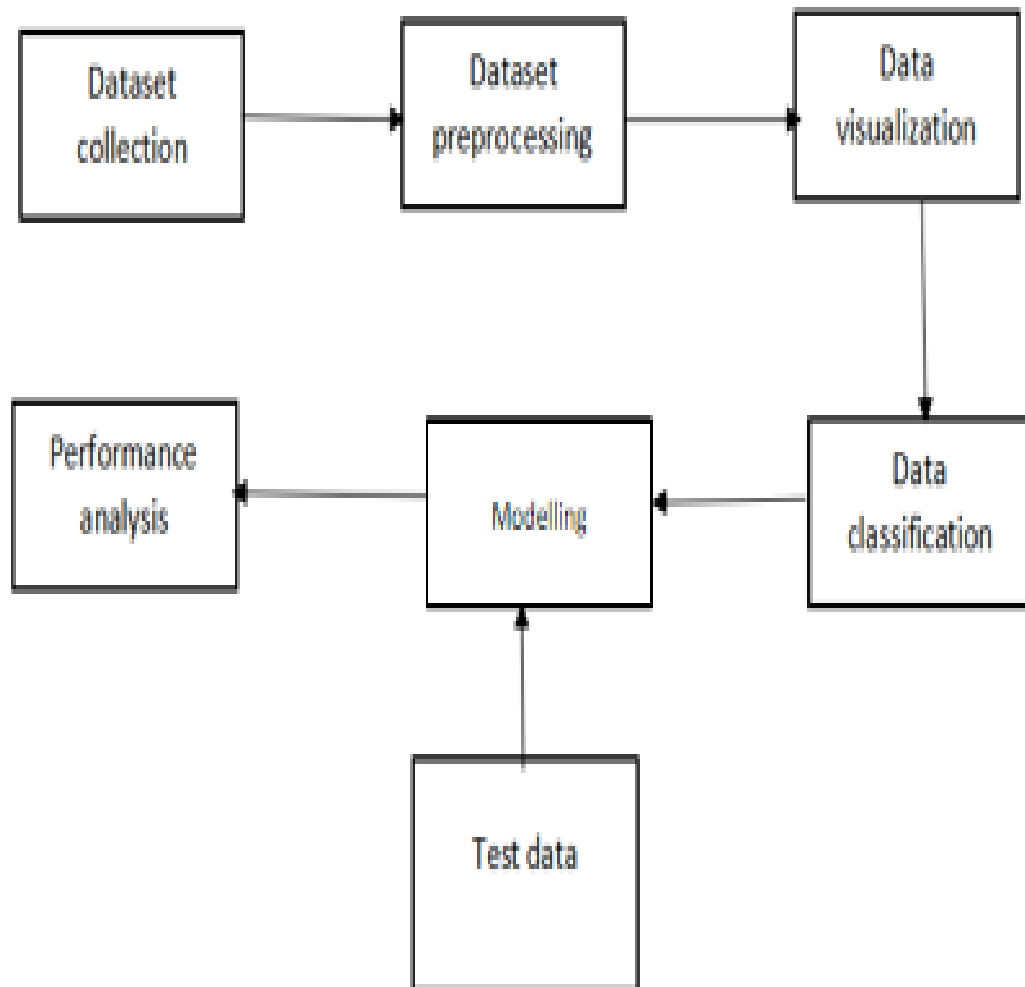 Dataset
collection
Dataset
preprocessing
Data
visualization
Performance
analysis
Modelling
Data
classification
Test data